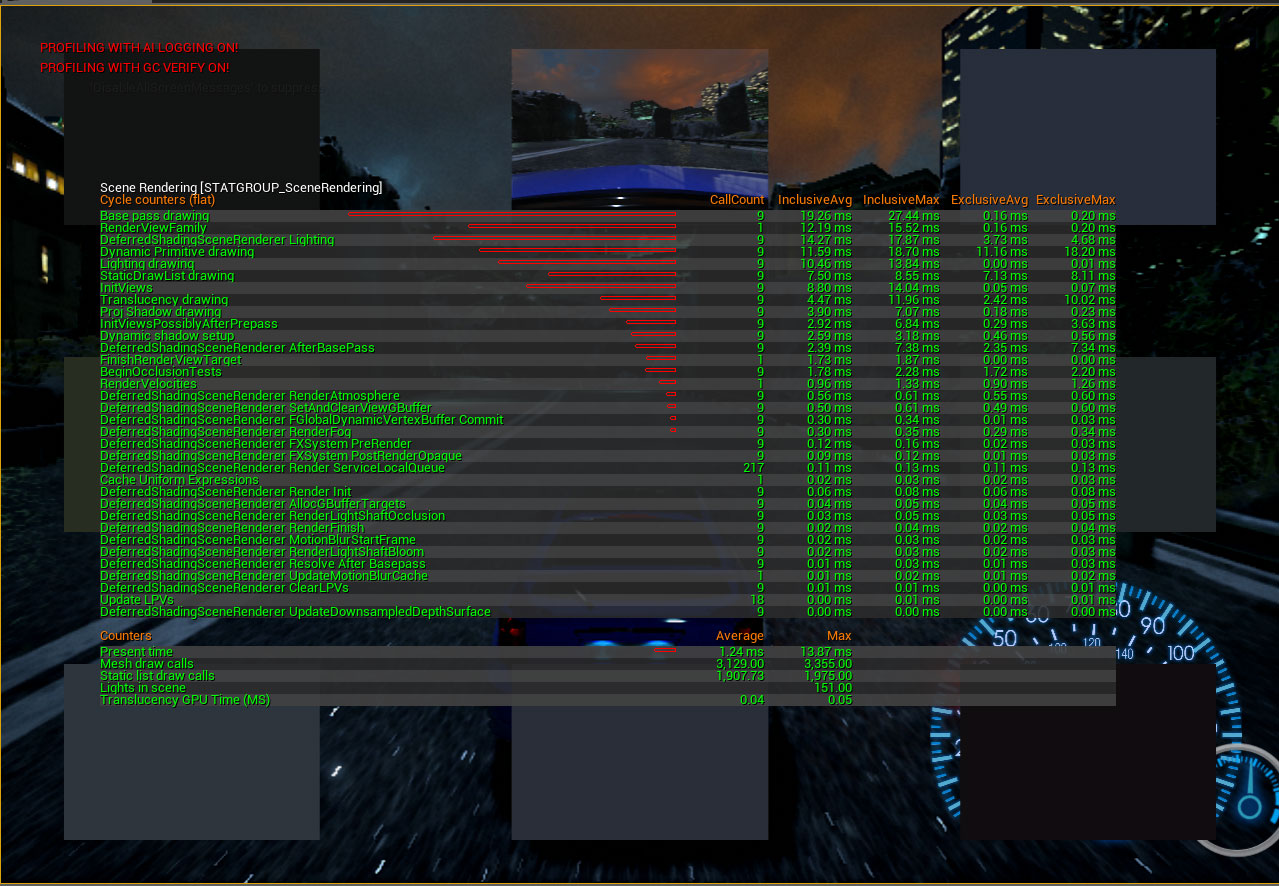 PROFILING WITH AI LOGGING ON!
PROFILING WITH GC VERIFY ON!
'DisableAllScreenMessages' to suppress
Scene Rendering [STATGROUP_SceneRendering]
Cycle counters (flat) CallCount InclusiveAvg InclusiveMax ExclusiveAvg ExclusiveMax
Base pass drawing 9 19.26 ms 27.44 ms 0.16 ms 0.20 ms
RenderViewFamily 1 12.19 ms 15.52 ms 0.16 ms 0.20 ms
DeferredShadingSceneRenderer Lighting 9 14.27 ms 17.87 ms 3.73 ms 4.68 ms
Dynamic Primitive drawing 9 11.59 ms 18.70 ms 11.16 ms 18.20 ms
Lighting drawing 9 10.46 ms 13.84 ms 0.00 ms 0.01 ms
StaticDrawList drawing 9 7.50 ms 8.55 ms 7.13 ms 8.11 ms
InitViews 9 8.80 ms 14.04 ms 0.05 ms 0.07 ms
Translucency drawing 9 4.47 ms 11.96 ms 2.42 ms 10.02 ms
Proj Shadow drawing 9 3.90 ms 7.07 ms 0.18 ms 0.23 ms
InitViewsPossiblyAfterPrepass 9 2.92 ms 6.84 ms 0.29 ms 3.63 ms
Dynamic shadow setup 9 2.59 ms 3.18 ms 0.46 ms 0.56 ms
DeferredShadingSceneRenderer AfterBasePass 9 2.39 ms 7.38 ms 2.35 ms 7.34 ms
FinishRenderViewTarget 1 1.73 ms 1.87 ms 0.00 ms 0.00 ms
BeginOcclusionTests 9 1.78 ms 2.28 ms 1.72 ms 2.20 ms
RenderVelocities 1 0.96 ms 1.33 ms 0.90 ms 1.26 ms
DeferredShadingSceneRenderer RenderAtmosphere 9 0.56 ms 0.61 ms 0.55 ms 0.60 ms
DeferredShadingSceneRenderer SetAndClearViewGBuffer 9 0.50 ms 0.61 ms 0.49 ms 0.60 ms
DeferredShadingSceneRenderer FGlobalDynamicVertexBuffer Commit 9 0.30 ms 0.34 ms 0.01 ms 0.03 ms
DeferredShadingSceneRenderer RenderFog 9 0.30 ms 0.35 ms 0.29 ms 0.34 ms
DeferredShadingSceneRenderer FXSystem PreRender 9 0.12 ms 0.16 ms 0.02 ms 0.03 ms
DeferredShadingSceneRenderer FXSystem PostRenderOpaque 9 0.09 ms 0.12 ms 0.01 ms 0.03 ms
DeferredShadingSceneRenderer Render ServiceLocalQueue 217 0.11 ms 0.13 ms 0.11 ms 0.13 ms
Cache Uniform Expressions 1 0.02 ms 0.03 ms 0.02 ms 0.03 ms
DeferredShadingSceneRenderer Render Init 9 0.06 ms 0.08 ms 0.06 ms 0.08 ms
DeferredShadingSceneRenderer AllocGBufferTargets 9 0.04 ms 0.05 ms 0.04 ms 0.05 ms
DeferredShadingSceneRenderer RenderLightShaftOcclusion 9 0.03 ms 0.05 ms 0.03 ms 0.05 ms
DeferredShadingSceneRenderer RenderFinish 9 0.02 ms 0.04 ms 0.02 ms 0.04 ms
DeferredShadingSceneRenderer MotionBlurStartFrame 9 0.02 ms 0.03 ms 0.02 ms 0.03 ms
DeferredShadingSceneRenderer RenderLightShaftBloom 9 0.02 ms 0.03 ms 0.02 ms 0.03 ms
DeferredShadingSceneRenderer Resolve After Basepass 9 0.01 ms 0.03 ms 0.01 ms 0.03 ms
DeferredShadingSceneRenderer UpdateMotionBlurCache 1 0.01 ms 0.02 ms 0.01 ms 0.02 ms
DeferredShadingSceneRenderer ClearLPVs 9 0.01 ms 0.01 ms 0.01 ms 0.01 ms
Update LPVs 18 0.00 ms 0.01 ms 0.00 ms 0.01 ms
DeferredShadingSceneRenderer UpdateDownsampledDepthSurface 9 0.00 ms 0.00 ms 0.00 ms 0.00 ms
Counters Average Max
Present time 1.24 ms 13.87 ms
Mesh draw calls 3,129.00 3,355.00
Static list draw calls 1,907.73 1,975.00
Lights in scene 151.00
Translucency GPU Time (MS) 0.04 0.05
50 90 100
120 140